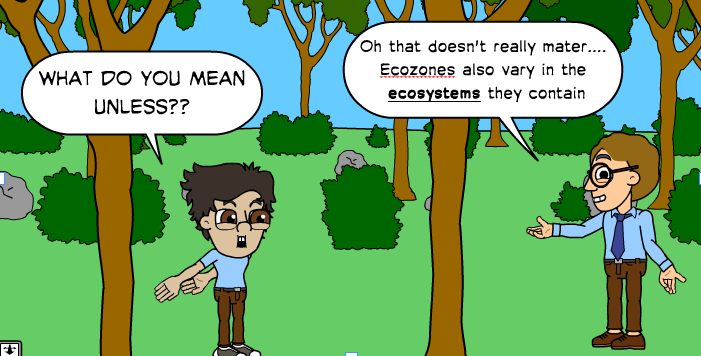 WHAT DO YOU MEAN
UNLESS??
Oh that doesn't really mater....
Ecozones also vary in the
ecosystems they contain